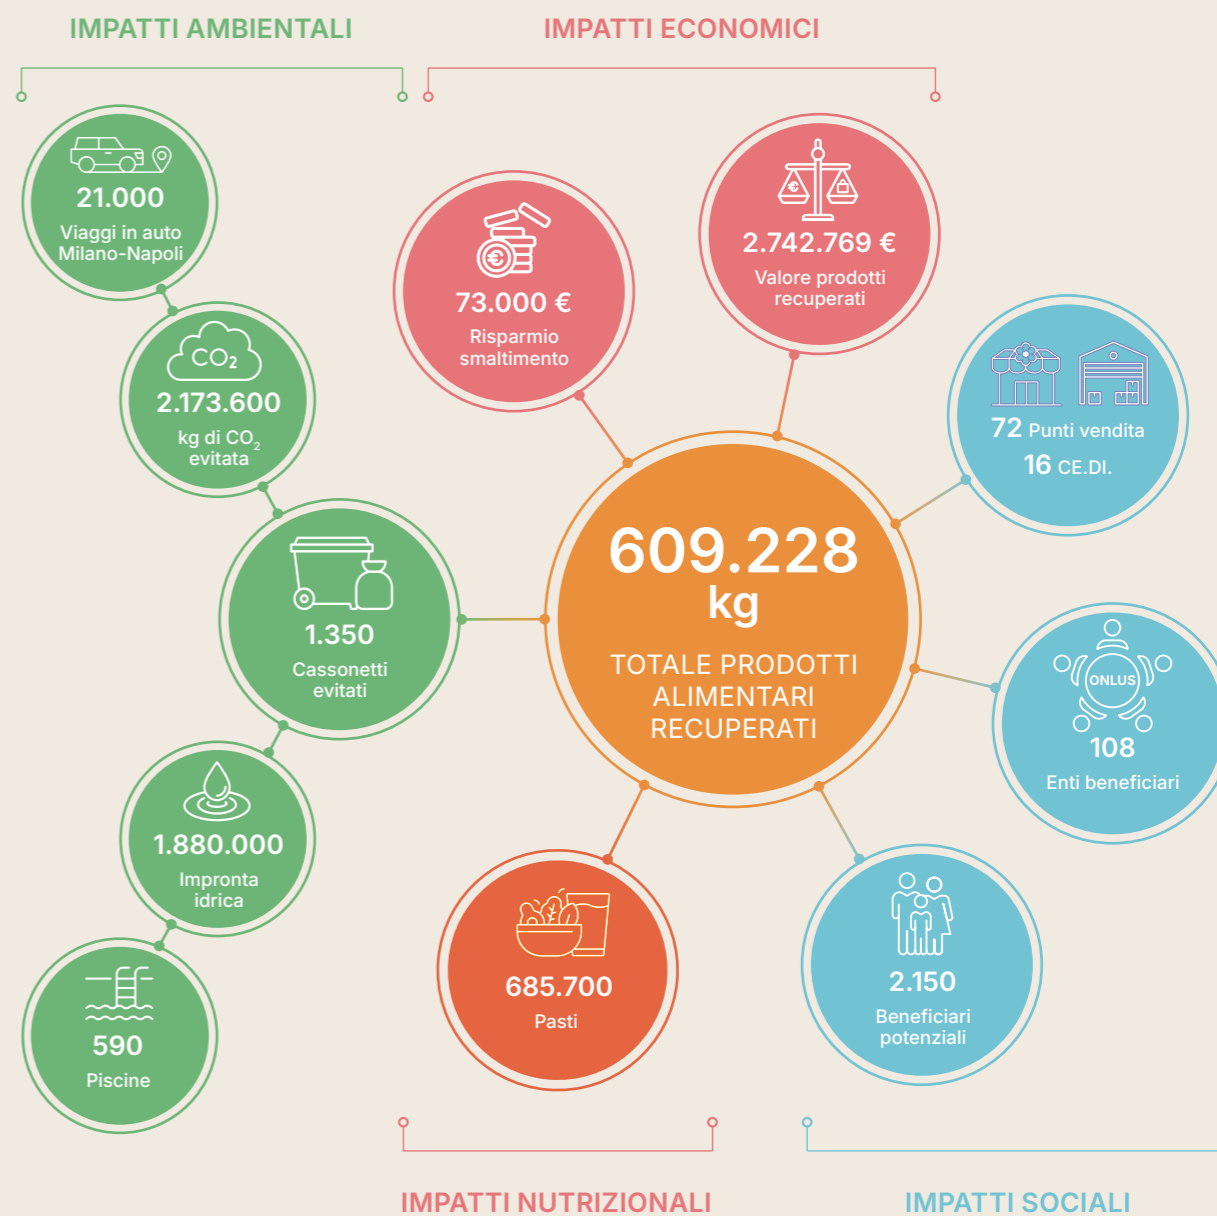 IMPATTI AMBIENTALI
IMPATTI ECONOMICI
21.000
Viaggi in auto
Milano-Napoli
CO2
2.173.600
kg di CO2
evitata
1.350
Cassonetti
evitati
1.880.000
Impronta
idrica
590
Piscine
€
73.000 €
Risparmio
smaltimento
€
2.742.769 €
Valore prodotti
recuperati
609.228
kg
TOTALE PRODOTTI
ALIMENTARI
RECUPERATI
72 Punti vendita
16 CE.DI.
ONLUS
108
Enti beneficiari
2.150
Beneficiari
potenziali
685.700
Pasti
IMPATTI NUTRIZIONALI
IMPATTI SOCIALI